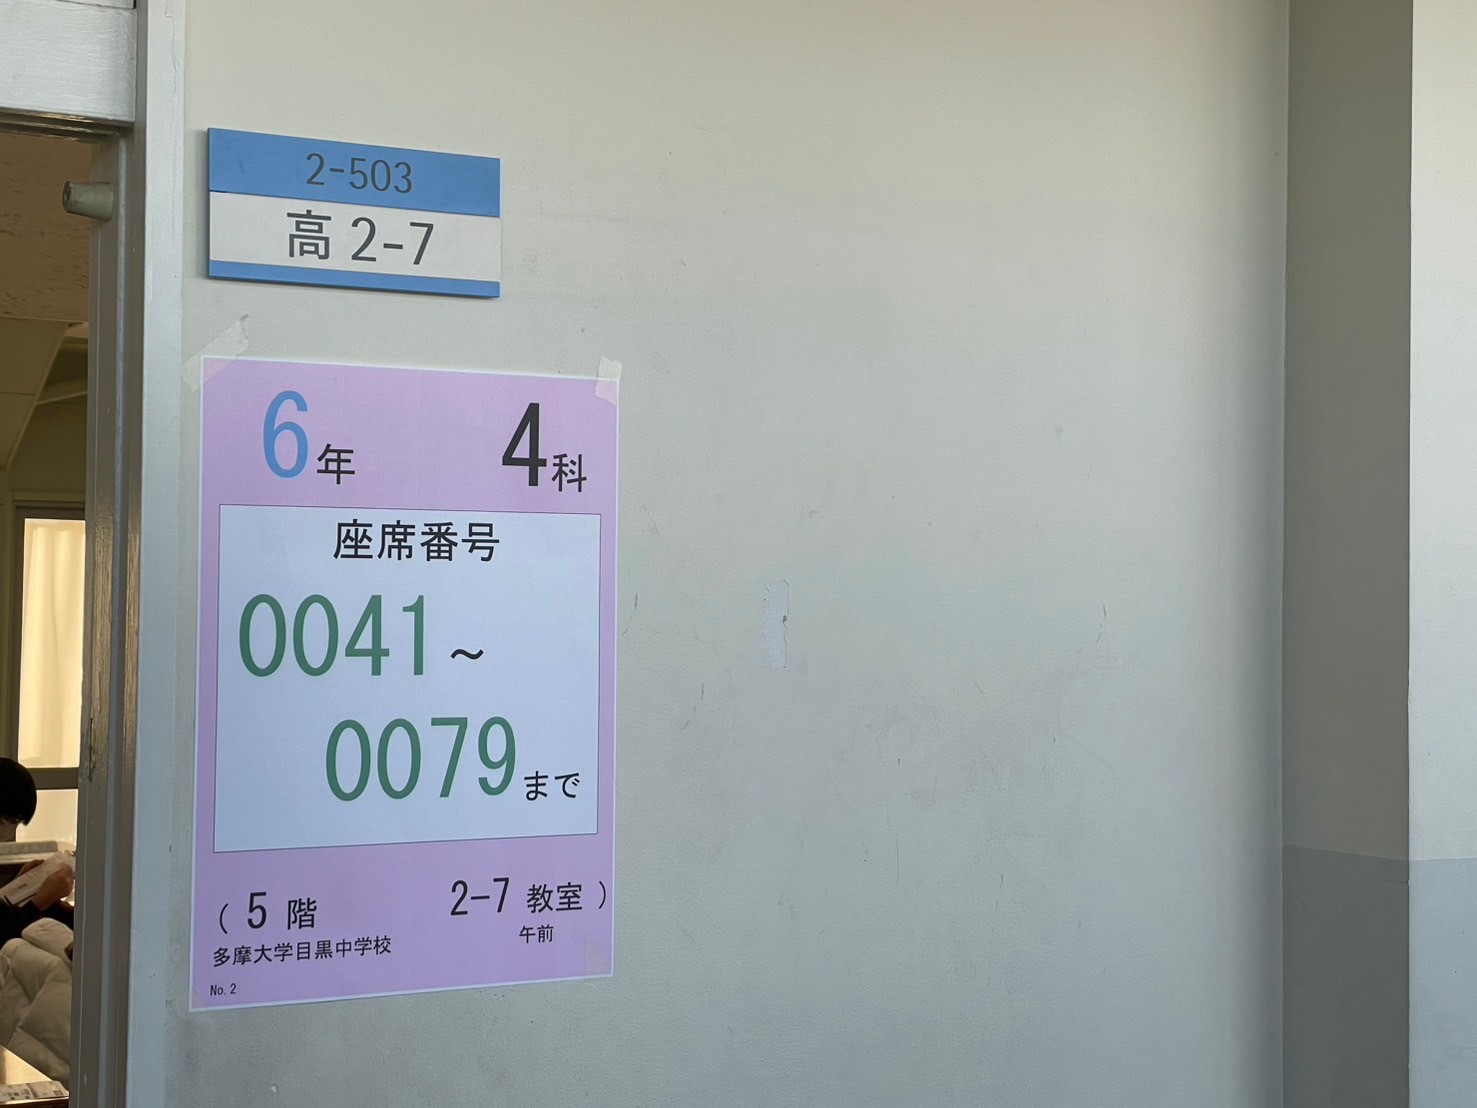 2-503
高2-7
6年 4科
座席番号
0041~
0079まで
(5階 2-7教室)
多摩大学目黒中学校 午前
No.2